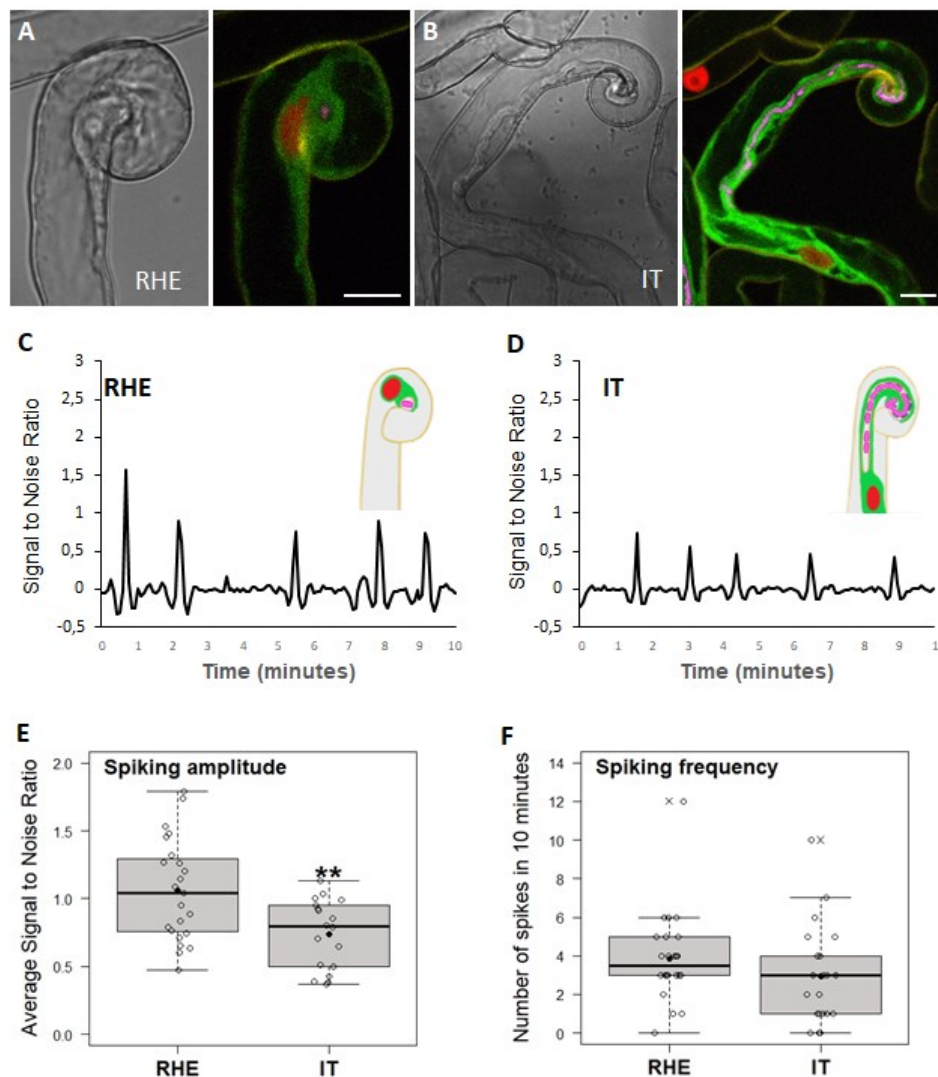 A
RHE
B
IT
C
RHE
Signal to Noise Ratio
3
2,5
2
1,5
1
0,5
0
-0,5
0 1 2 3 4 5 6 7 8 9 10
Time (minutes)
D
IT
Signal to Noise Ratio
3
2,5
2
1,5
1
0,5
0
-0,5
0 1 2 3 4 5 6 7 8 9 1
Time (minutes)
E
Spiking amplitude
Average Signal to Noise Ratio
2.0
1.5
1.0
0.5
0.0
**
RHE IT
F
Spiking frequency
Number of spikes in 10 minutes
14
12
10
8
6
4
2
0
RHE IT